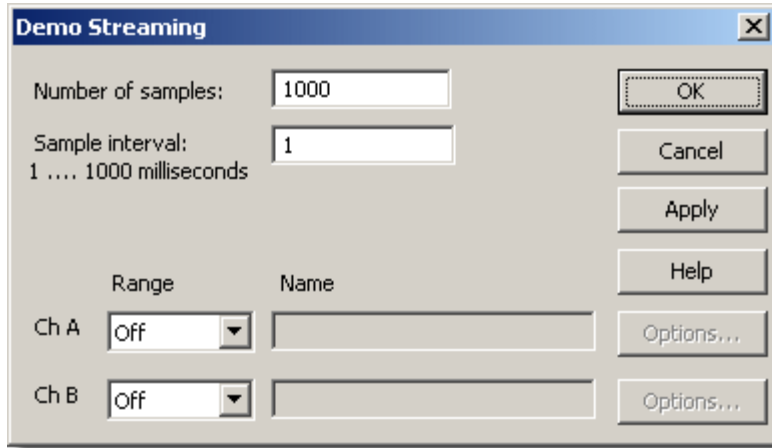 Demo Streaming
Number of samples: 1000 OK
Sample interval: 1 Cancel
1 .... 1000 milliseconds
Apply
Help
Range Name
Ch A Off Options...
Ch B Off Options...